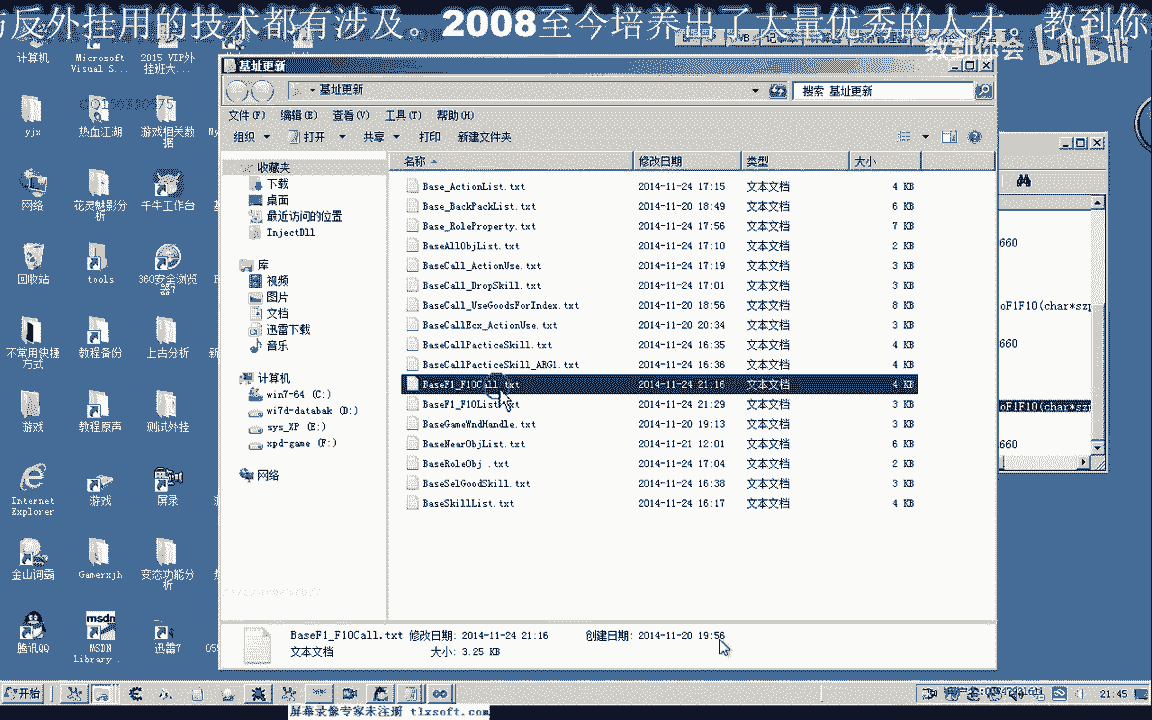 反外挂用的技术都有涉及。2008至今培养出了大量优秀的人才。教到你
教到你会 bilibili
计算机
Microsoft Visual S...
2015 VIP外挂班大...
基址更新
基址更新
搜索 基址更新
文件(F) 编辑(E) 查看(V) 工具(T) 帮助(H)
组织 打开 共享 打印 新建文件夹
yjx
热血江湖
游戏相关数据
网络
花灵魅影分析
千牛工作台
回收站
tools
360安全浏览器7
不常用快捷方式
教程备份
上古分析
游戏
教程原声
测试外挂
Internet Explorer
游戏
屏录
金山词霸
Gamerxjh
变态功能分析
腾讯QQ
MSDN Library .
迅雷7
收藏夹
下载
桌面
最近访问的位置
InjectDll
库
视频
图片
文档
迅雷下载
音乐
计算机
win7-64 (C:)
wi7d-databak (D:)
sys_XP (E:)
xpd-game (F:)
网络
名称 修改日期 类型 大小
Base_ActionList.txt 2014-11-24 17:15 文本文档 4 KB
Base_BackPackList.txt 2014-11-20 18:49 文本文档 6 KB
Base_RoleProperty.txt 2014-11-24 17:56 文本文档 7 KB
BaseAllObjList.txt 2014-11-24 17:10 文本文档 2 KB
BaseCall_ActionUse.txt 2014-11-24 17:19 文本文档 3 KB
BaseCall_DropSkill.txt 2014-11-24 17:01 文本文档 3 KB
BaseCall_UseGoodsForIndex.txt 2014-11-20 18:56 文本文档 8 KB
BaseCallEcx_ActionUse.txt 2014-11-20 20:34 文本文档 3 KB
BaseCallPacticeSkill.txt 2014-11-24 16:35 文本文档 4 KB
BaseCallPacticeSkill_ARG1.txt 2014-11-24 16:36 文本文档 4 KB
BaseF1_F10Call.txt 2014-11-24 21:16 文本文档 4 KB
BaseF1_F10List.txt 2014-11-24 21:29 文本文档 3 KB
BaseGameWndHandle.txt 2014-11-20 19:13 文本文档 3 KB
BaseNearObjList.txt 2014-11-21 12:01 文本文档 6 KB
BaseRoleObj .txt 2014-11-24 17:04 文本文档 2 KB
BaseSelGoodSkill.txt 2014-11-24 16:38 文本文档 3 KB
BaseSkillList.txt 2014-11-24 16:17 文本文档 4 KB
660
oF1F10(char*szp
660
oF1F10(char*szp
660
BaseF1_F10Call.txt 修改日期: 2014-11-24 21:16 创建日期: 2014-11-20 19:56
文本文档 大小: 3.25 KB
开始
21:45
屏幕录像专家未注册 tlxsoft.com